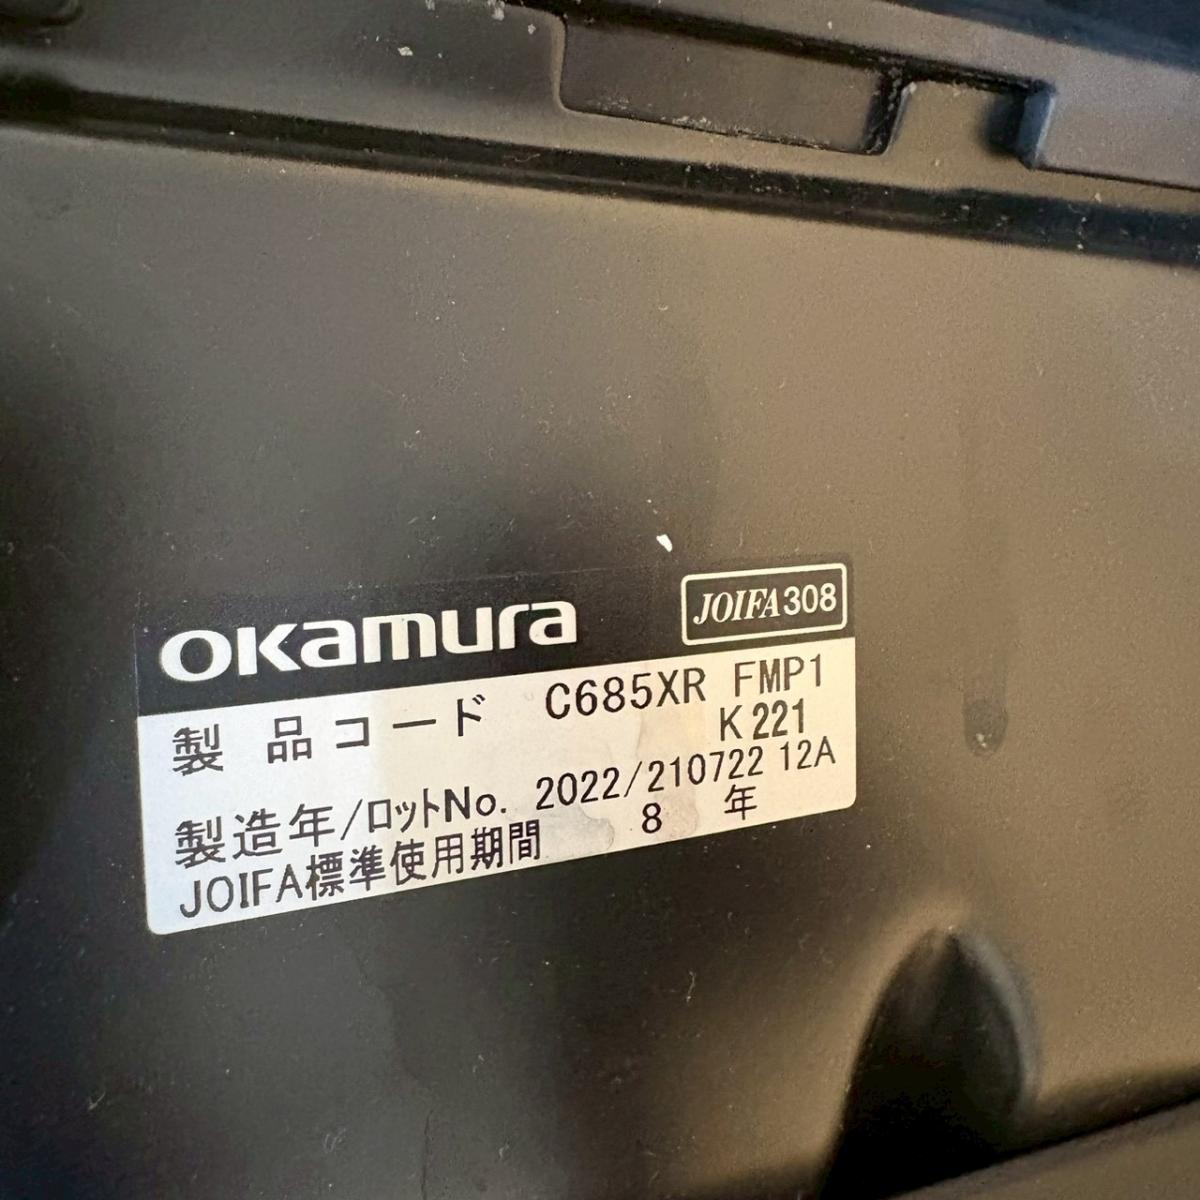 okamura JOIFA308
製品コード C685XR FMP1
K221
製造年/ロットNo. 2022/210722 12A
JOIFA標準使用期間 8 年